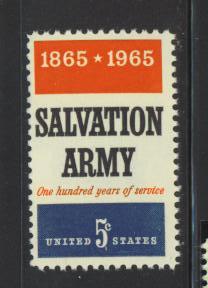 1865 ★ 1965
SALVATION
ARMY
One hundred years of service
5c
UNITED STATES